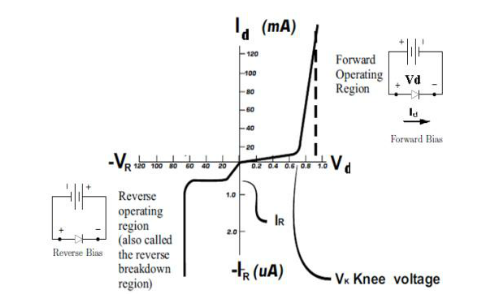 Id (mA)
120
100
80
60
40
20
Forward
Operating
Region
+ -
Vd
+ -
Id
Forward Bias
-VR 120 100 80 60 40 20 0.2 0.4 0.6 0.8 1.0 Vd
- +
+ -
Reverse Bias
Reverse
operating
region
(also called
the reverse
breakdown
region)
1.0
2.0
IR
-IR (uA)
VK Knee voltage